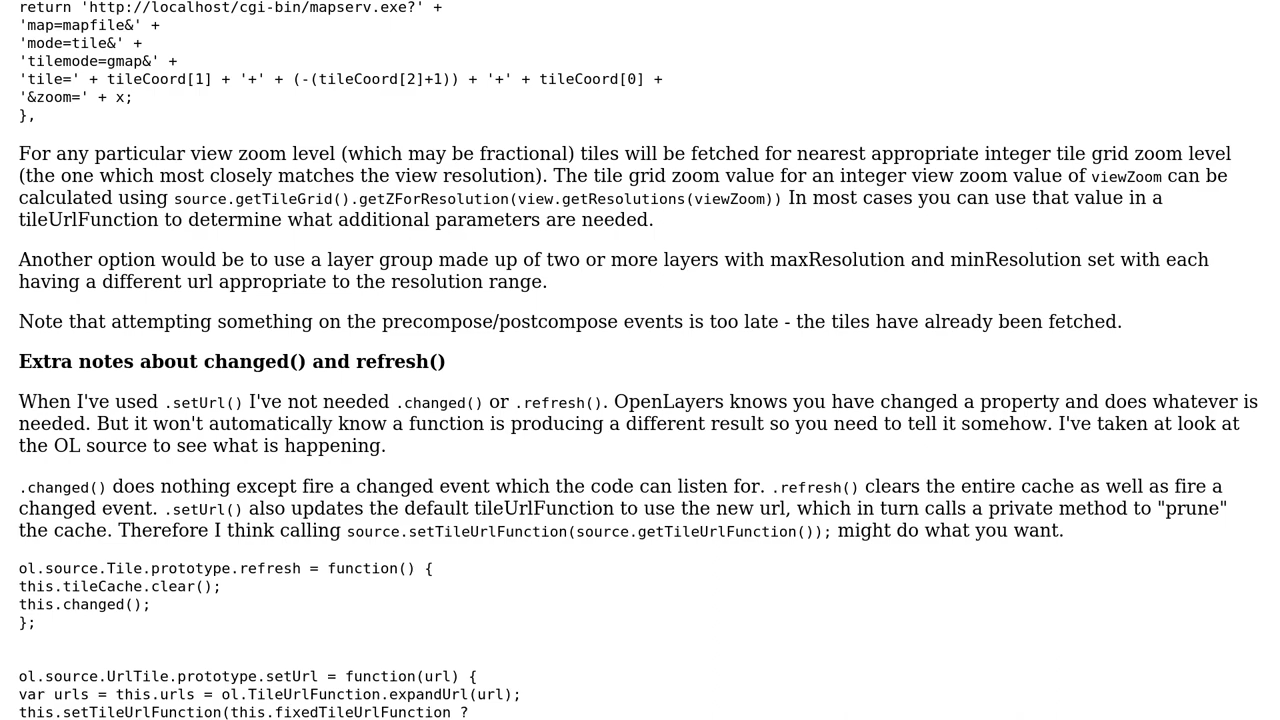 return 'http://localhost/cgi-bin/mapserv.exe?' +
'map=mapfile&' +
'mode=tile&' +
'tilemode=gmap&' +
'tile=' + tileCoord[1] + '+' + (-(tileCoord[2]+1)) + '+' + tileCoord[0] +
'&zoom=' + x;
},
For any particular view zoom level (which may be fractional) tiles will be fetched for nearest appropriate integer tile grid zoom level
(the one which most closely matches the view resolution). The tile grid zoom value for an integer view zoom value of viewZoom can be
calculated using source.getTileGrid().getZForResolution(view.getResolutions(viewZoom)) In most cases you can use that value in a
tileUrlFunction to determine what additional parameters are needed.
Another option would be to use a layer group made up of two or more layers with maxResolution and minResolution set with each
having a different url appropriate to the resolution range.
Note that attempting something on the precompose/postcompose events is too late - the tiles have already been fetched.
Extra notes about changed() and refresh()
When I've used .setUrl() I've not needed .changed() or .refresh(). OpenLayers knows you have changed a property and does whatever is
needed. But it won't automatically know a function is producing a different result so you need to tell it somehow. I've taken at look at
the OL source to see what is happening.
.changed() does nothing except fire a changed event which the code can listen for. .refresh() clears the entire cache as well as fire a
changed event. .setUrl() also updates the default tileUrlFunction to use the new url, which in turn calls a private method to "prune"
the cache. Therefore I think calling source.setTileUrlFunction(source.getTileUrlFunction()); might do what you want.
ol.source.Tile.prototype.refresh = function() {
this.tileCache.clear();
this.changed();
};
ol.source.UrlTile.prototype.setUrl = function(url) {
var urls = this.urls = ol.TileUrlFunction.expandUrl(url);
this.setTileUrlFunction(this.fixedTileUrlFunction ?